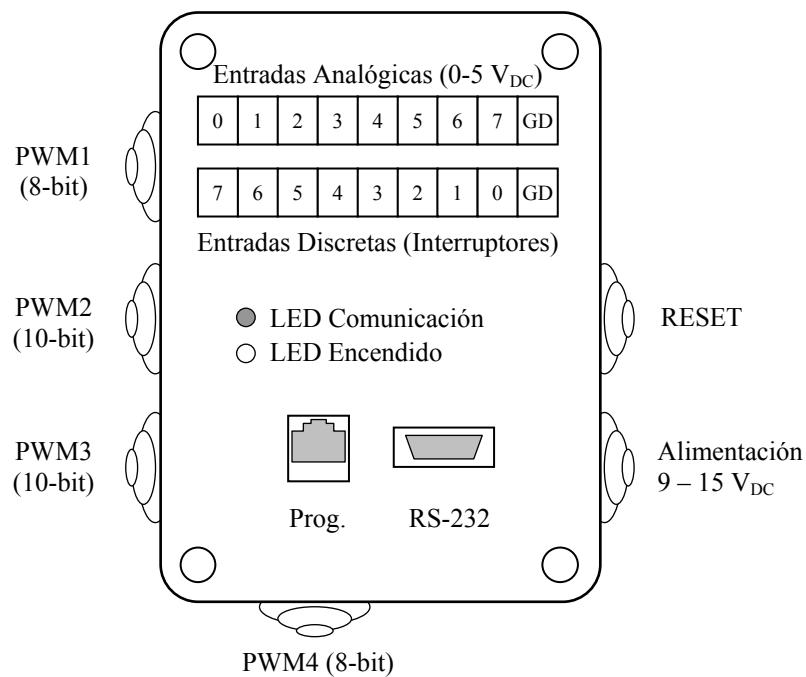 Entradas Analógicas (0-5 V_DC)
0 1 2 3 4 5 6 7 GD
PWM1
(8-bit)
7 6 5 4 3 2 1 0 GD
Entradas Discretas (Interruptores)
PWM2
(10-bit)
LED Comunicación
LED Encendido
RESET
PWM3
(10-bit)
Alimentación
9 – 15 V_DC
Prog.
RS-232
PWM4 (8-bit)